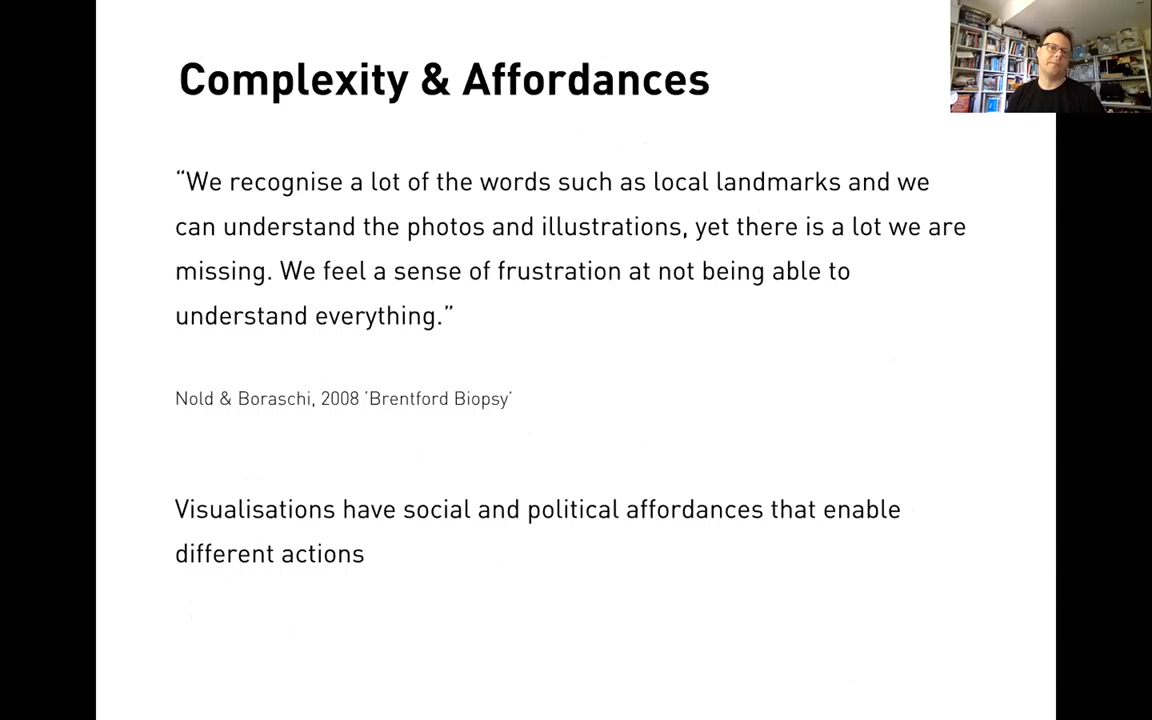 Complexity & Affordances
“We recognise a lot of the words such as local landmarks and we
can understand the photos and illustrations, yet there is a lot we are
missing. We feel a sense of frustration at not being able to
understand everything.”
Nold & Boraschi, 2008 ‘Brentford Biopsy’
Visualisations have social and political affordances that enable
different actions